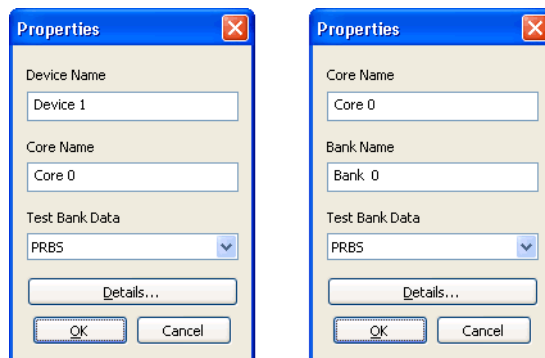 Properties
Device Name
Device 1
Core Name
Core 0
Test Bank Data
PRBS
Details...
OK Cancel
Properties
Core Name
Core 0
Bank Name
Bank 0
Test Bank Data
PRBS
Details...
OK Cancel